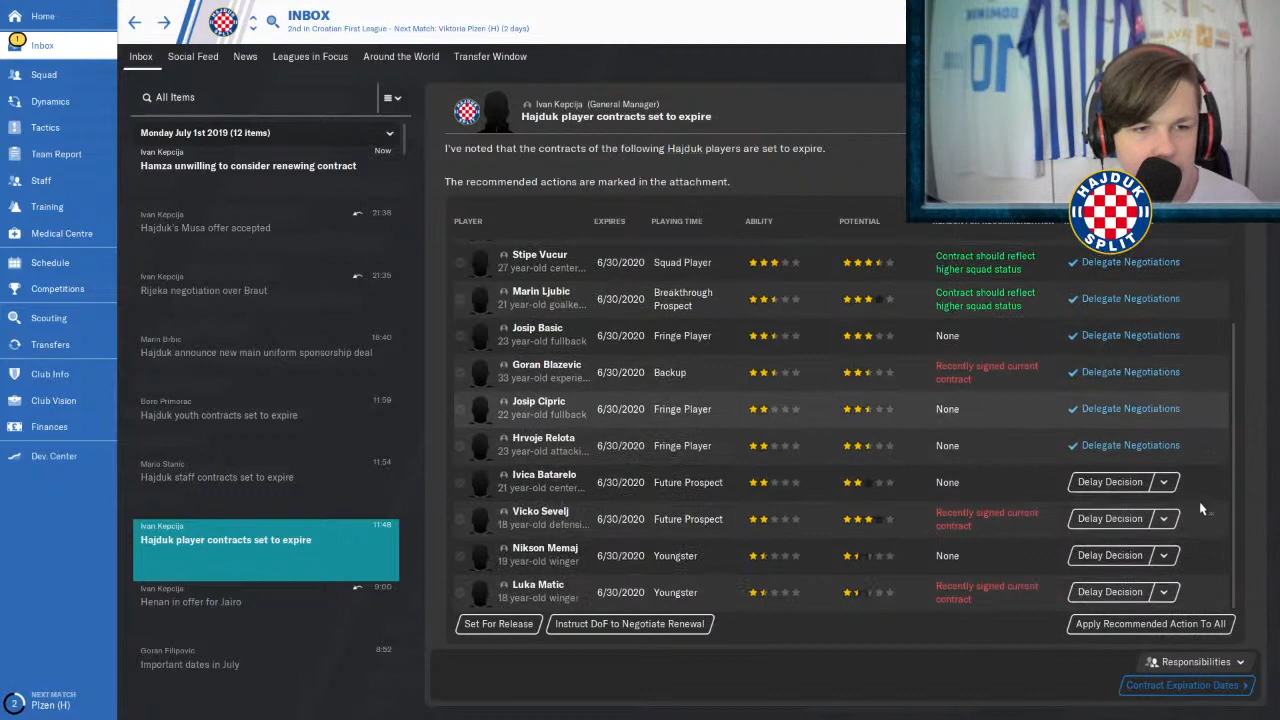 Home
INBOX
2nd in Croatian First League - Next Match: Viktoria Plzen (H) (2 days)
1
Inbox
Squad
Dynamics
Tactics
Team Report
Staff
Training
Medical Centre
Schedule
Competitions
Scouting
Transfers
Club Info
Club Vision
Finances
Dev. Center
2
NEXT MATCH
Plzen (H)
Inbox
Social Feed
News
Leagues in Focus
Around the World
Transfer Window
All Items
Monday July 1st 2019 (12 items)
Ivan Kepcija
Now
Hamza unwilling to consider renewing contract
Ivan Kepcija
21:38
Hajduk's Musa offer accepted
Ivan Kepcija
21:35
Rijeka negotiation over Braut
Marin Brbic
18:40
Hajduk announce new main uniform sponsorship deal
Boro Primorac
11:59
Hajduk youth contracts set to expire
Mario Stanic
11:54
Hajduk staff contracts set to expire
Ivan Kepcija
11:48
Hajduk player contracts set to expire
Ivan Kepcija
9:00
Henan in offer for Jairo
Goran Filipovic
8:52
Important dates in July
Ivan Kepcija (General Manager)
Hajduk player contracts set to expire
I've noted that the contracts of the following Hajduk players are set to expire.
The recommended actions are marked in the attachment.
PLAYER EXPIRES PLAYING TIME ABILITY POTENTIAL
Stipe Vucur
27 year-old center...
6/30/2020
Squad Player
Contract should reflect
higher squad status
Delegate Negotiations
Marin Ljubic
21 year-old goalke...
6/30/2020
Breakthrough
Prospect
Contract should reflect
higher squad status
Delegate Negotiations
Josip Basic
23 year-old fullback
6/30/2020
Fringe Player
None
Delegate Negotiations
Goran Blazevic
33 year-old experie...
6/30/2020
Backup
Recently signed current
contract
Delegate Negotiations
Josip Cipric
22 year-old fullback
6/30/2020
Fringe Player
None
Delegate Negotiations
Hrvoje Relota
23 year-old attacki...
6/30/2020
Fringe Player
None
Delegate Negotiations
Ivica Batarelo
21 year-old center...
6/30/2020
Future Prospect
None
Delay Decision
Vicko Sevelj
18 year-old defensi...
6/30/2020
Future Prospect
Recently signed current
contract
Delay Decision
Nikson Memaj
19 year-old winger
6/30/2020
Youngster
None
Delay Decision
Luka Matic
18 year-old winger
6/30/2020
Youngster
Recently signed current
contract
Delay Decision
Set For Release
Instruct DoF to Negotiate Renewal
Apply Recommended Action To All
Responsibilities
Contract Expiration Dates
DOMINIK
10
HAJDUK
SPLIT